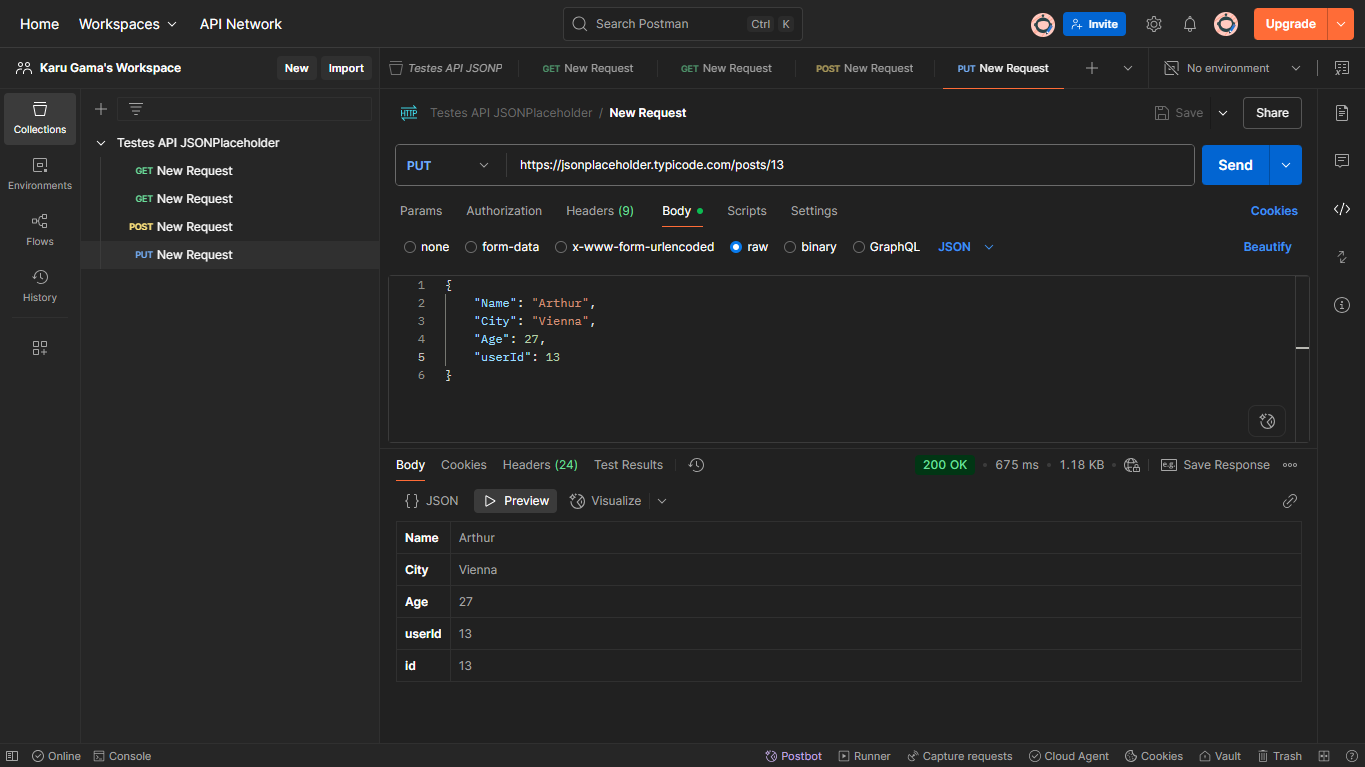 Home Workspaces API Network Search Postman Ctrl K Invite Upgrade
Karu Gama's Workspace New Import Testes API JSONP GET New Request GET New Request POST New Request PUT New Request No environment
Collections
Environments
Flows
History
Testes API JSONPlaceholder
GET New Request
GET New Request
POST New Request
PUT New Request
HTTP Testes API JSONPlaceholder / New Request Save Share
PUT https://jsonplaceholder.typicode.com/posts/13 Send
Params Authorization Headers (9) Body Scripts Settings Cookies
none form-data x-www-form-urlencoded raw binary GraphQL JSON Beautify
1 {
2 "Name": "Arthur",
3 "City": "Vienna",
4 "Age": 27,
5 "userId": 13
6 }
Body Cookies Headers (24) Test Results 200 OK • 675 ms • 1.18 KB • e.g. Save Response
{} JSON Preview Visualize
Name Arthur
City Vienna
Age 27
userId 13
id 13
Online Console Postbot Runner Capture requests Cloud Agent Cookies Vault Trash